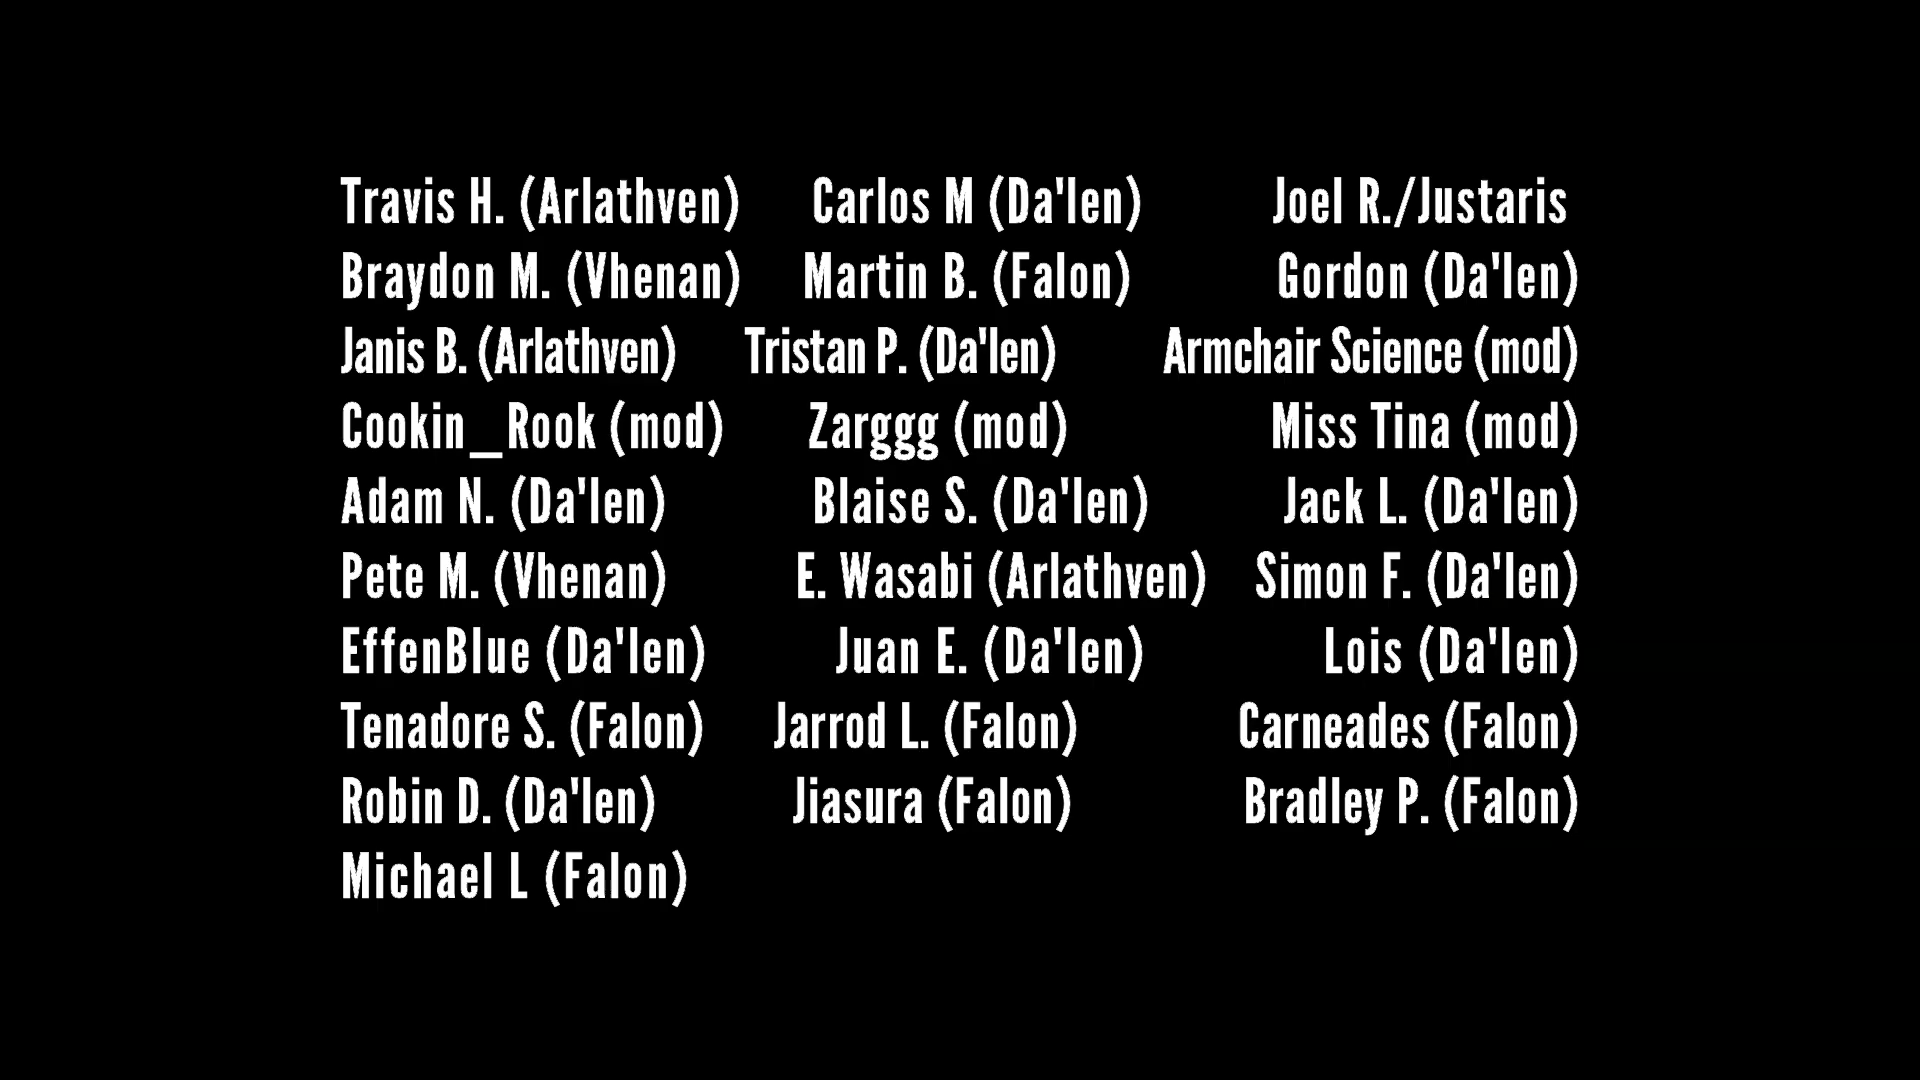 Travis H. (Arlathven) Carlos M (Da'len) Joel R./Justaris
Braydon M. (Vhenan) Martin B. (Falon) Gordon (Da'len)
Janis B. (Arlathven) Tristan P. (Da'len) Armchair Science (mod)
Cookin_Rook (mod) Zarggg (mod) Miss Tina (mod)
Adam N. (Da'len) Blaise S. (Da'len) Jack L. (Da'len)
Pete M. (Vhenan) E. Wasabi (Arlathven) Simon F. (Da'len)
EffenBlue (Da'len) Juan E. (Da'len) Lois (Da'len)
Tenadore S. (Falon) Jarrod L. (Falon) Carneades (Falon)
Robin D. (Da'len) Jiasura (Falon) Bradley P. (Falon)
Michael L (Falon)